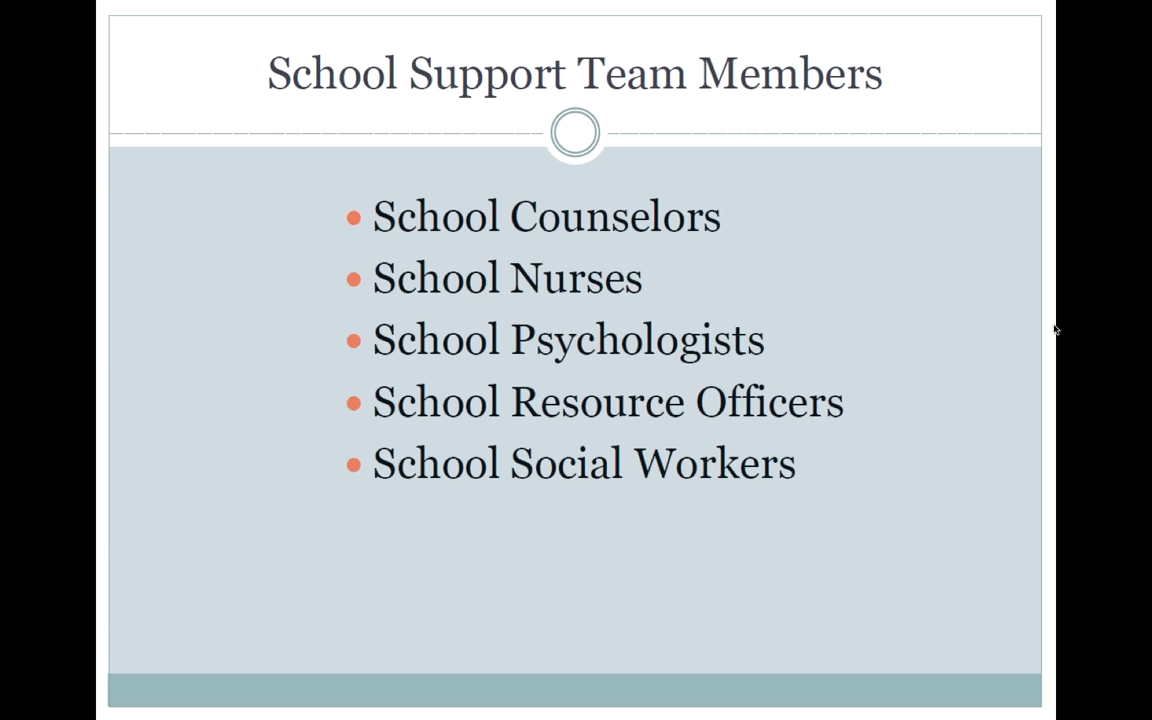 School Support Team Members
• School Counselors
• School Nurses
• School Psychologists
• School Resource Officers
• School Social Workers